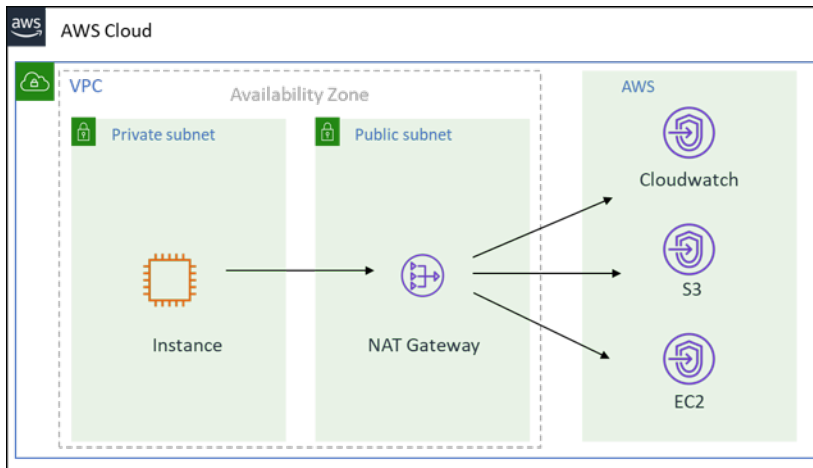 aws
AWS Cloud
VPC
Availability Zone
AWS
Private subnet
Public subnet
Cloudwatch
S3
Instance
NAT Gateway
EC2